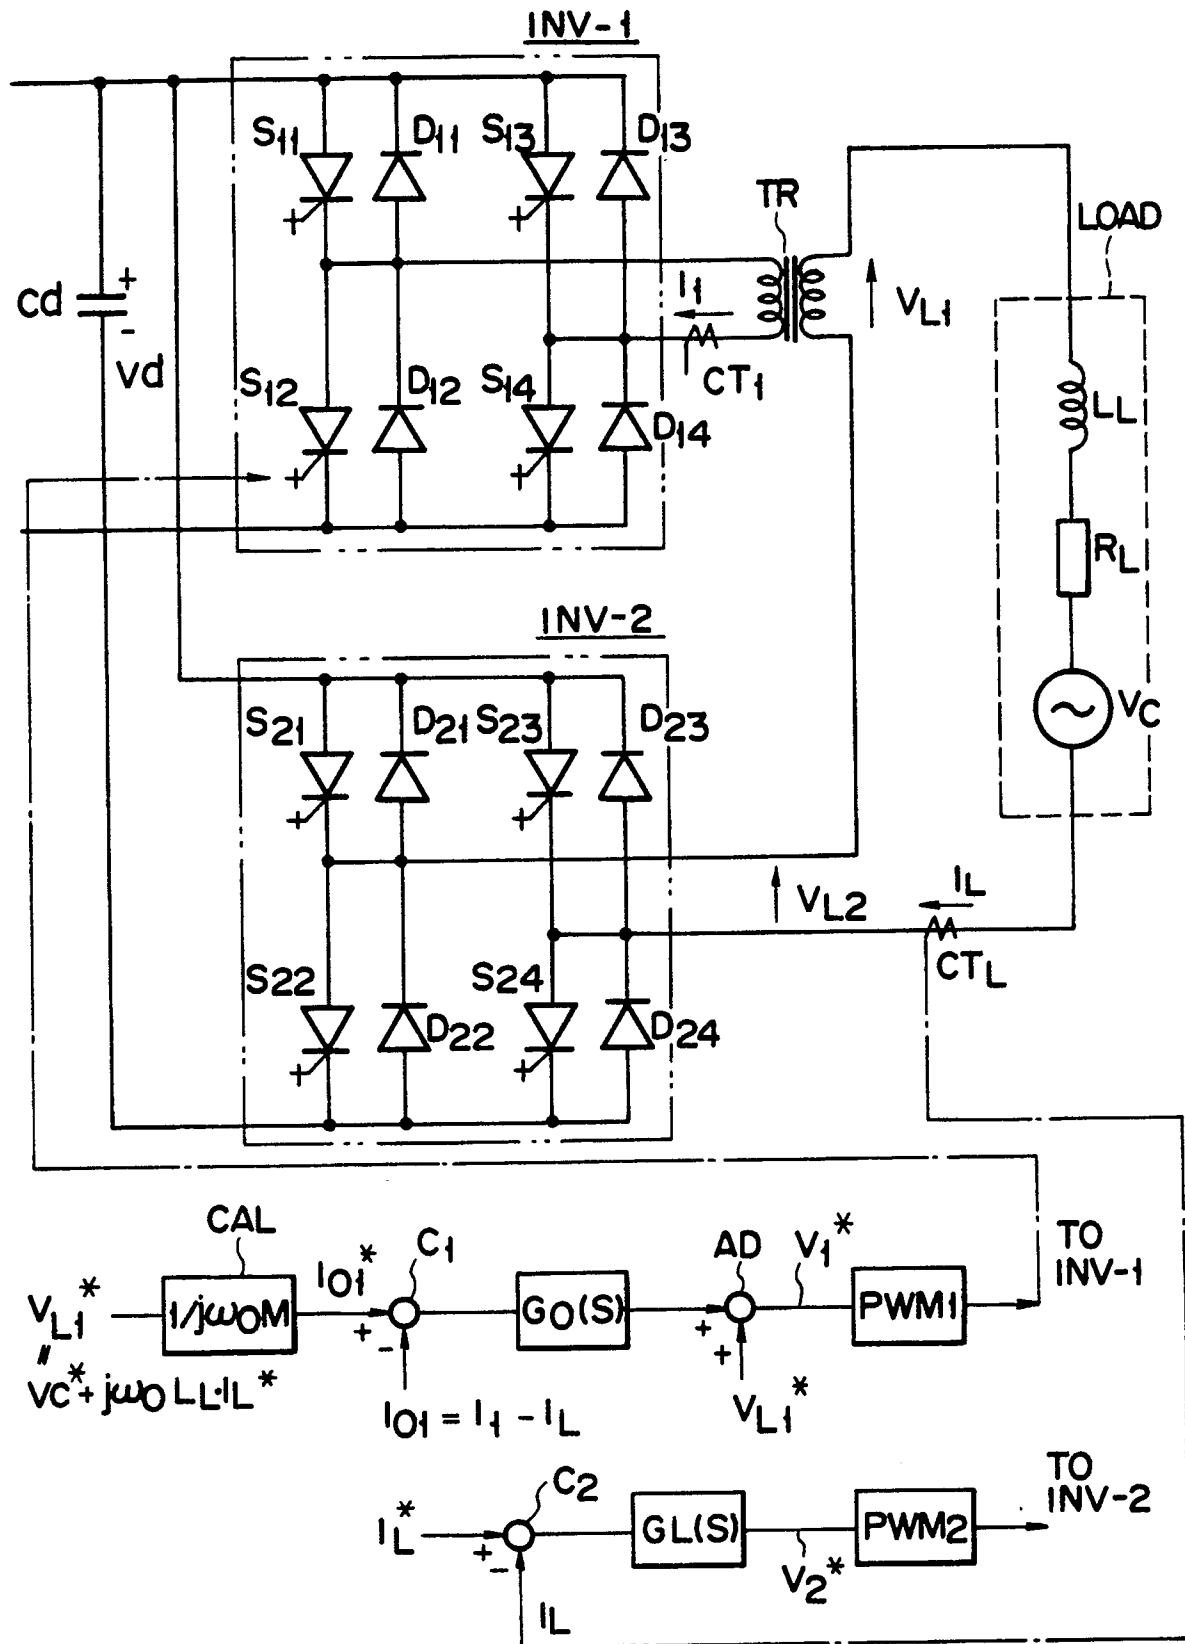 INV-1
S11
D11
S13
D13
TR
LOAD
Cd
+
-
Vd
I1
VL1
CT1
S12
D12
S14
D14
LL
RL
INV-2
S21
D21
S23
D23
VC
VL2
IL
CTL
S22
D22
S24
D24
CAL
I01*
C1
AD
V1*
TO
INV-1
VL1*
1/jω0M
G0(S)
PWM1
+
-
+
+
〃
VC*+jω0LL·IL*
I01=I1-IL
VL1*
C2
TO
INV-2
IL*
GL(S)
PWM2
+
-
V2*
IL